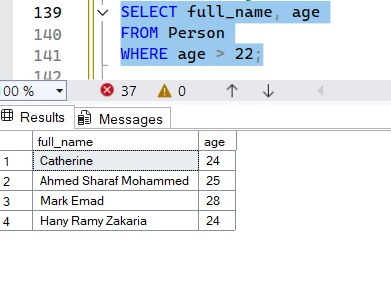 139 SELECT full_name, age
140 FROM Person
141 WHERE age > 22;
142
00 % 37 0
Results Messages
full_name age
1 Catherine 24
2 Ahmed Sharaf Mohammed 25
3 Mark Emad 28
4 Hany Ramy Zakaria 24